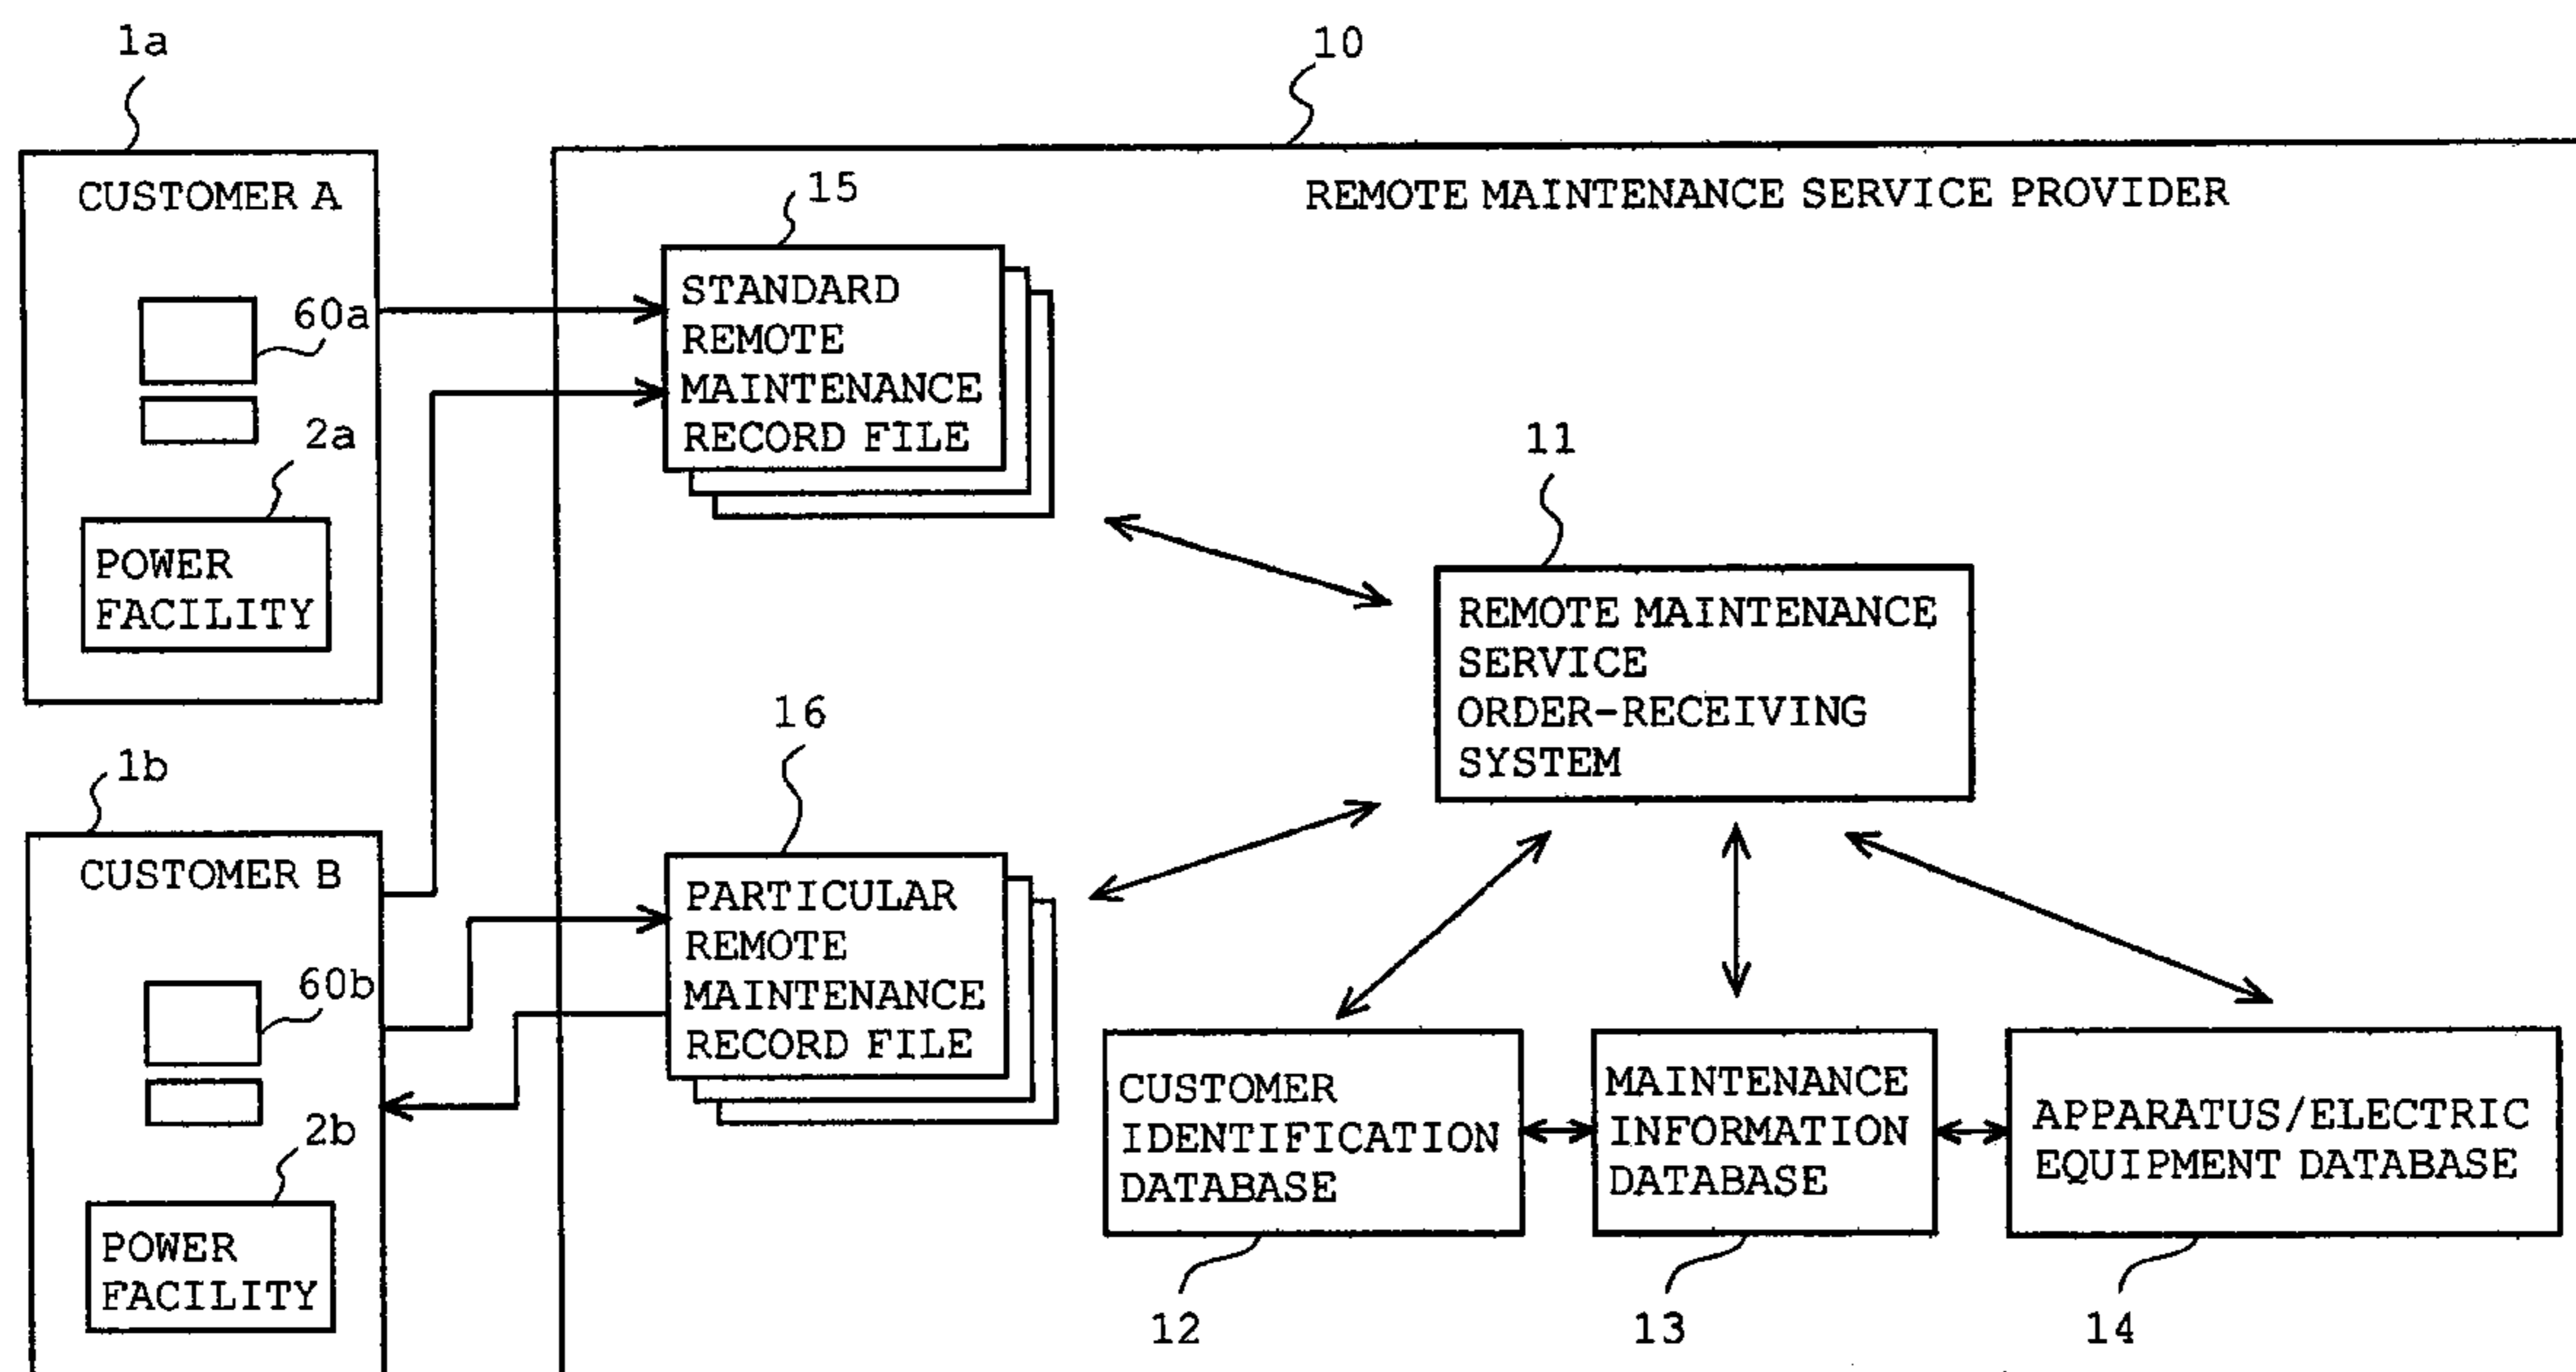 1a
10
CUSTOMER A
60a
2a
POWER
FACILITY
REMOTE MAINTENANCE SERVICE PROVIDER
15
STANDARD
REMOTE
MAINTENANCE
RECORD FILE
11
REMOTE MAINTENANCE
SERVICE
ORDER-RECEIVING
SYSTEM
1b
CUSTOMER B
60b
2b
POWER
FACILITY
16
PARTICULAR
REMOTE
MAINTENANCE
RECORD FILE
CUSTOMER
IDENTIFICATION
DATABASE
MAINTENANCE
INFORMATION
DATABASE
APPARATUS/ELECTRIC
EQUIPMENT DATABASE
12
13
14